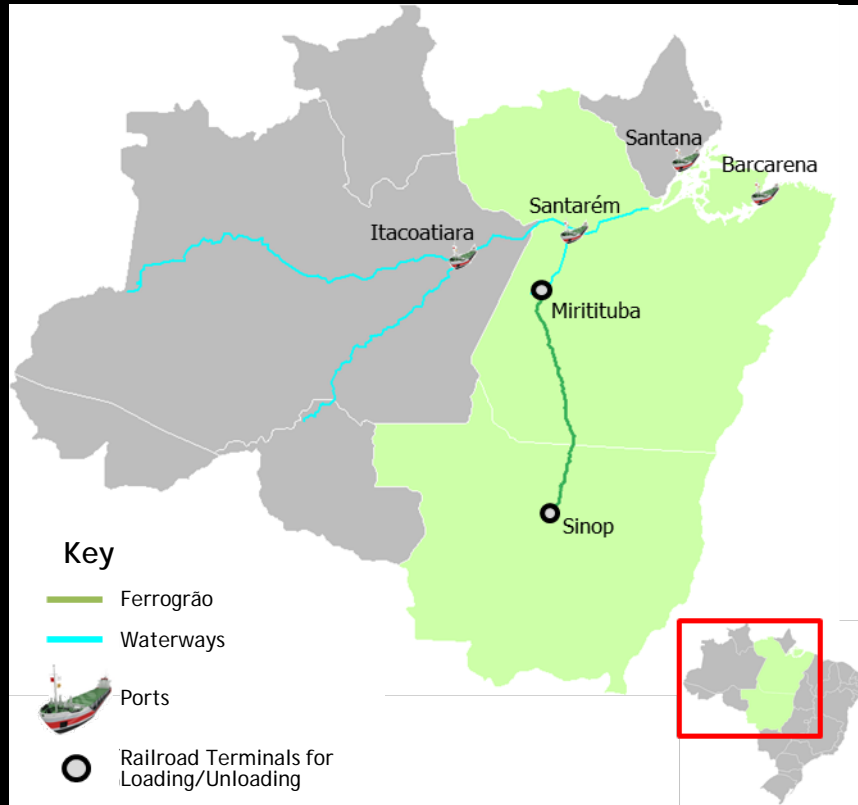 Santana
Barcarena
Santarém
Itacoatiara
Miritituba
Sinop
Key
Ferrogrão
Waterways
Ports
Railroad Terminals for
Loading/Unloading